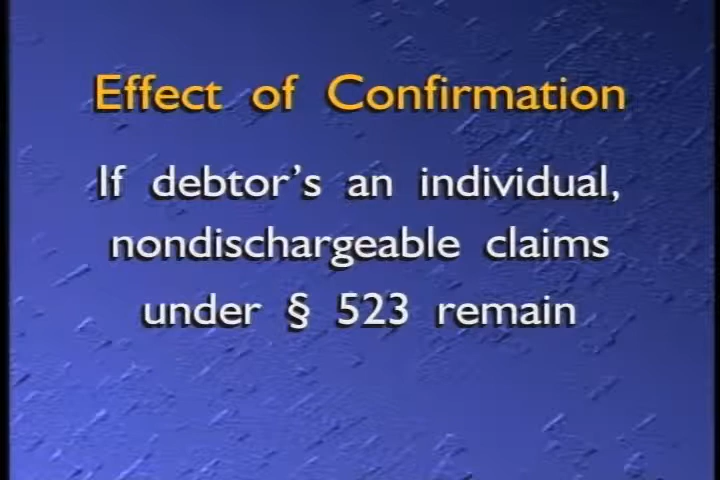 Effect of Confirmation
If debtor's an individual,
nondischargeable claims
under § 523 remain